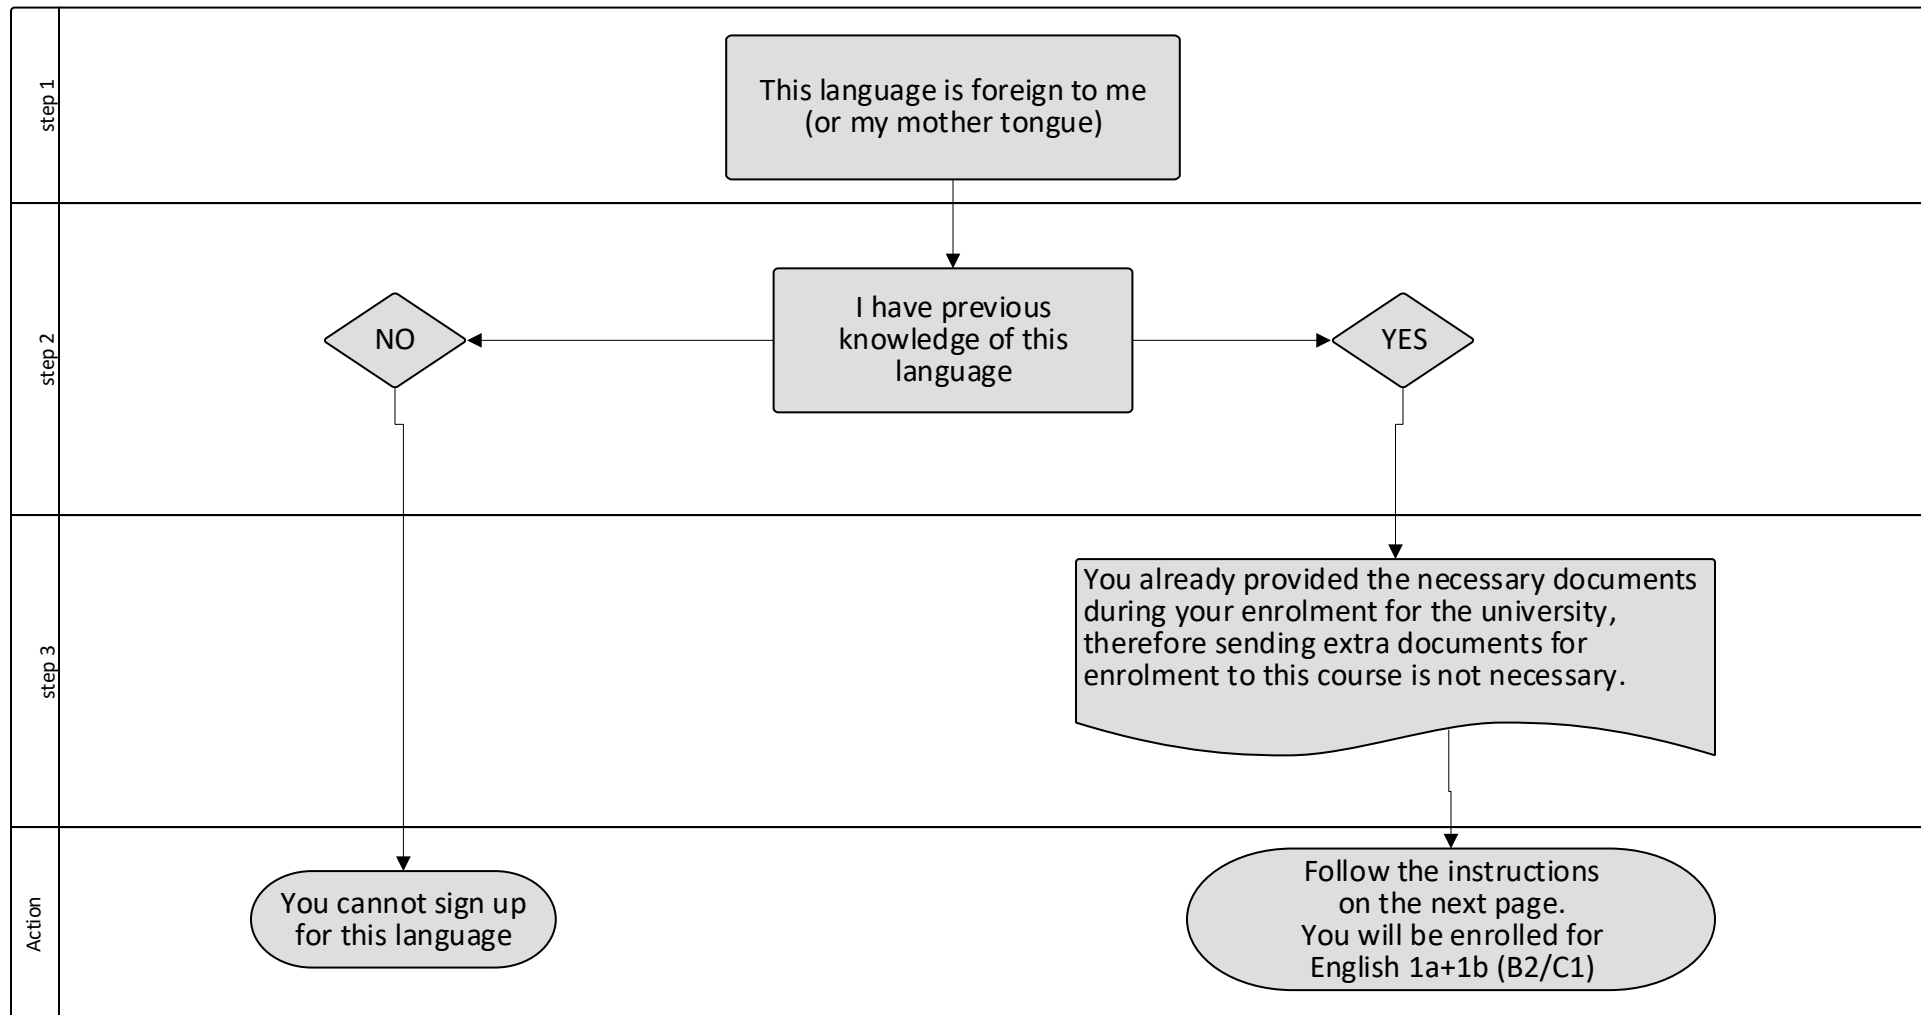 step 1
This language is foreign to me
(or my mother tongue)
step 2
NO
I have previous
knowledge of this
language
YES
step 3
You already provided the necessary documents
during your enrolment for the university,
therefore sending extra documents for
enrolment to this course is not necessary.
Action
You cannot sign up
for this language
Follow the instructions
on the next page.
You will be enrolled for
English 1a+1b (B2/C1)